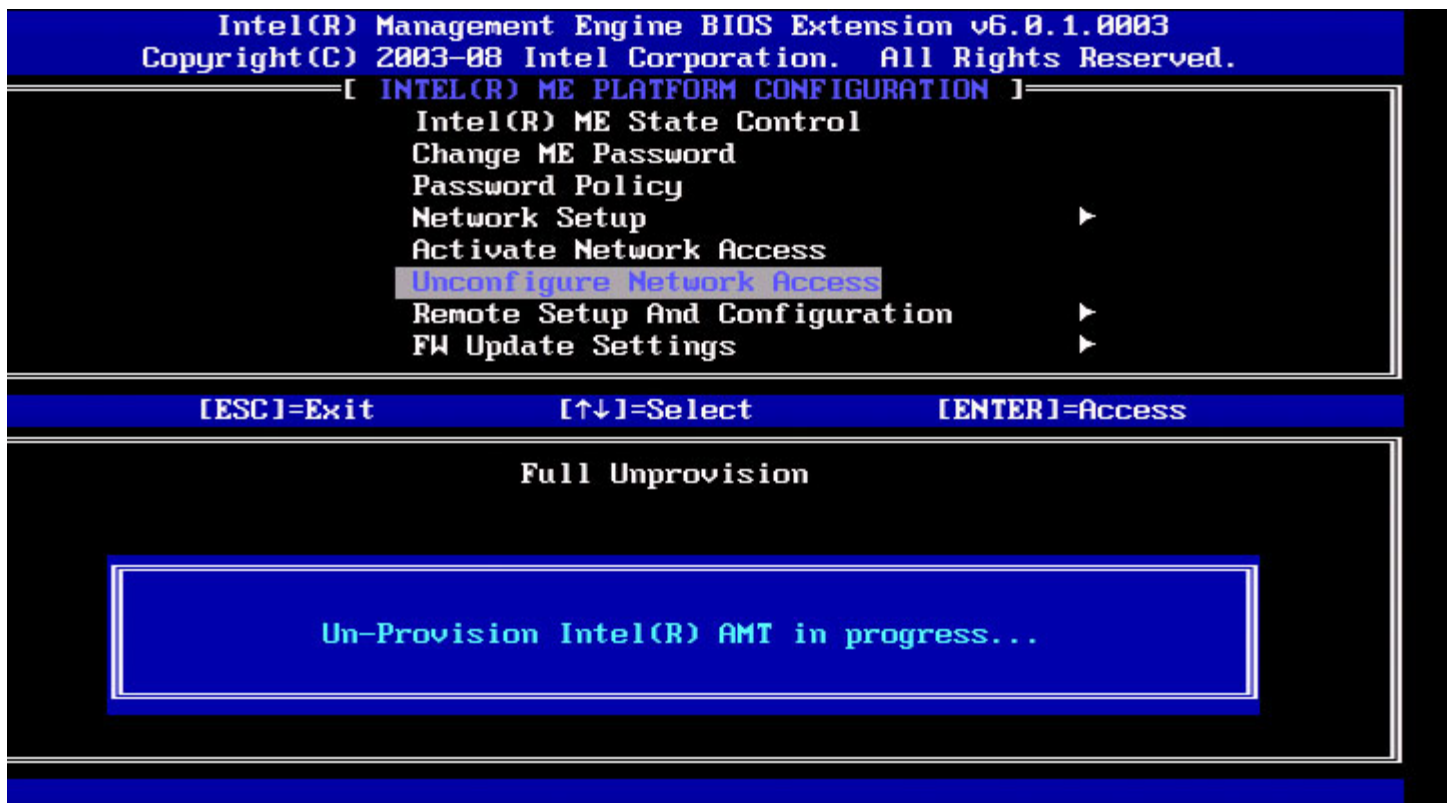 Intel(R) Management Engine BIOS Extension v6.0.1.0003
Copyright(C) 2003-08 Intel Corporation. All Rights Reserved.
[ INTEL(R) ME PLATFORM CONFIGURATION ]
Intel(R) ME State Control
Change ME Password
Password Policy
Network Setup ►
Activate Network Access
Unconfigure Network Access
Remote Setup And Configuration ►
FW Update Settings ►
[ESC]=Exit [↑↓]=Select [ENTER]=Access
Full Unprovision
Un-Provision Intel(R) AMT in progress...